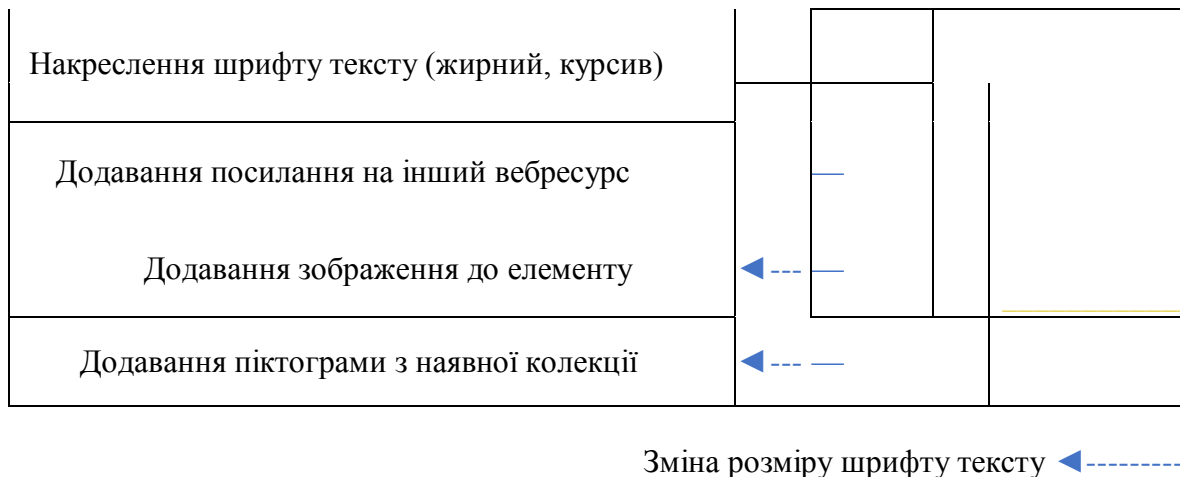 Накреслення шрифту тексту (жирний, курсив)
Додавання посилання на інший вебресурс
Додавання зображення до елементу
Додавання піктограми з наявної колекції
Зміна розміру шрифту тексту